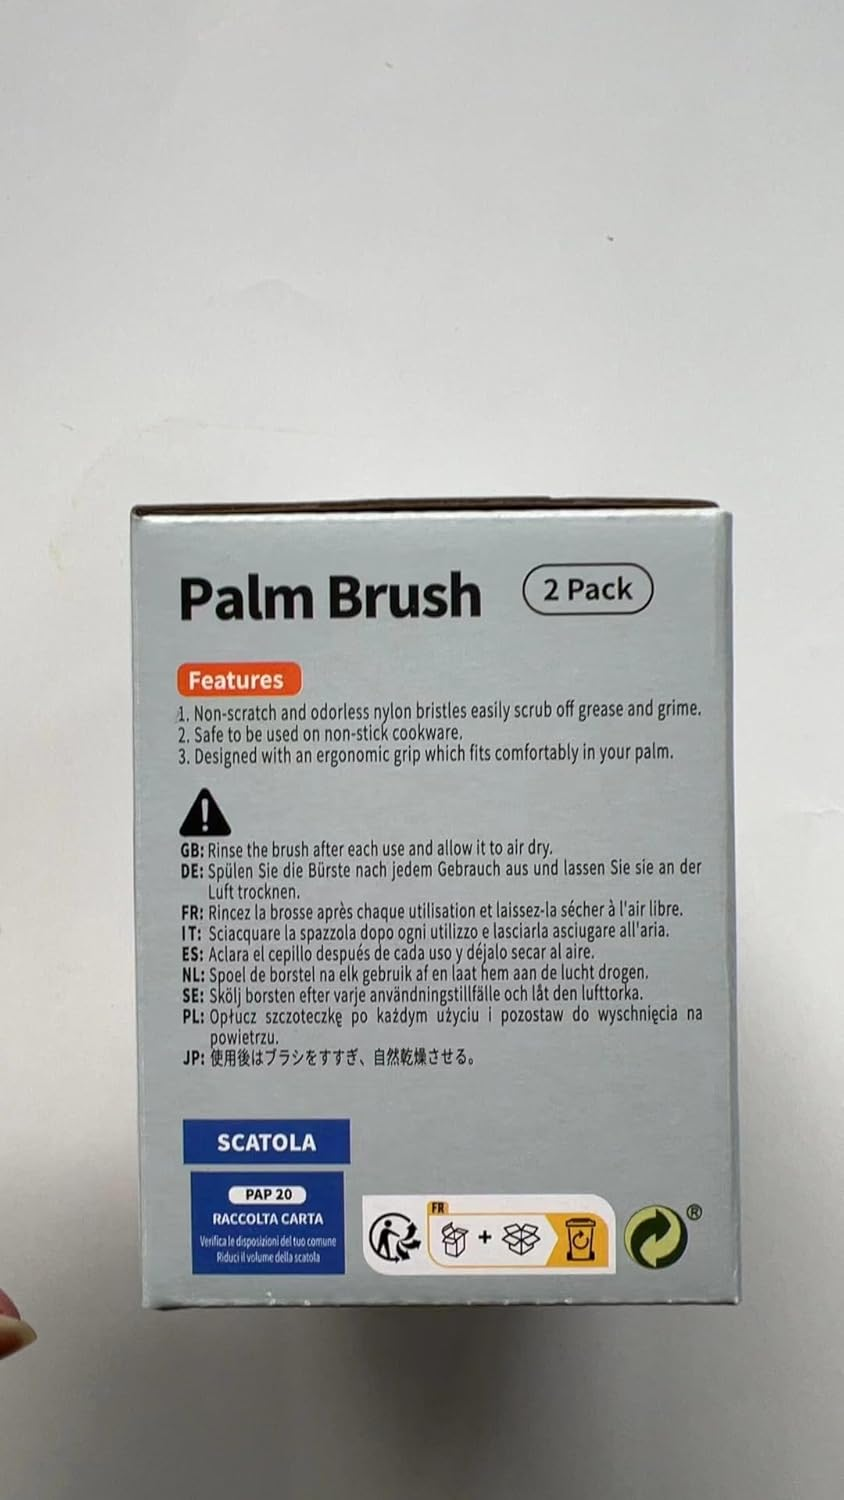 Palm Brush
2 Pack
Features
1. Non-scratch and odorless nylon bristles easily scrub off grease and grime.
2. Safe to be used on non-stick cookware.
3. Designed with an ergonomic grip which fits comfortably in your palm.
GB: Rinse the brush after each use and allow it to air dry.
DE: Spülen Sie die Bürste nach jedem Gebrauch aus und lassen Sie sie an der
Luft trocknen.
FR: Rincez la brosse après chaque utilisation et laissez-la sécher à l'air libre.
IT: Sciacquare la spazzola dopo ogni utilizzo e lasciarla asciugare all'aria.
ES: Aclara el cepillo después de cada uso y déjalo secar al aire.
NL: Spoel de borstel na elk gebruik af en laat hem aan de lucht drogen.
SE: Skölj borsten efter varje användningstillfälle och låt den lufttorka.
PL: Opłucz szczoteczkę po każdym użyciu i pozostaw do wyschnięcia na
powietrzu.
JP: 使用後はブラシをすすぎ、自然乾燥させる。
SCATOLA
PAP 20
RACCOLTA CARTA
Verifica le disposizioni del tuo comune
Riduci il volume della scatola
FR
+
®